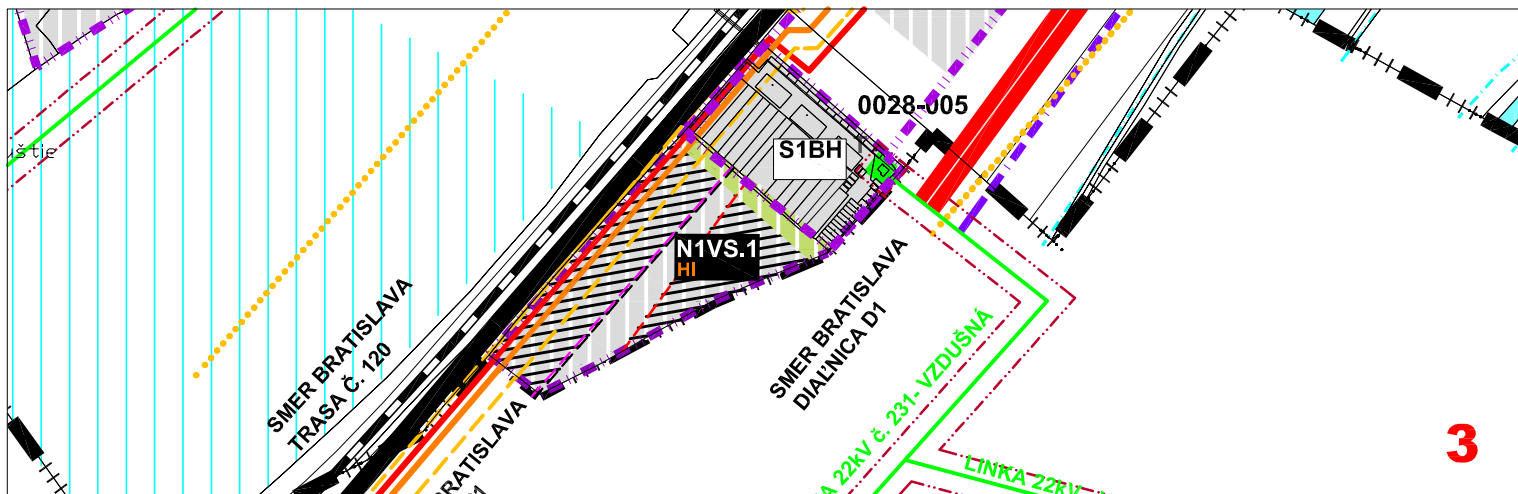 0028-005
S1BH
N1VS.1
HI
SMER BRATISLAVA
TRASA Č. 120
SMER BRATISLAVA
DIAĽNICA D1
22kV č. 231- VZDUŠNÁ
LINKA 22kV
3